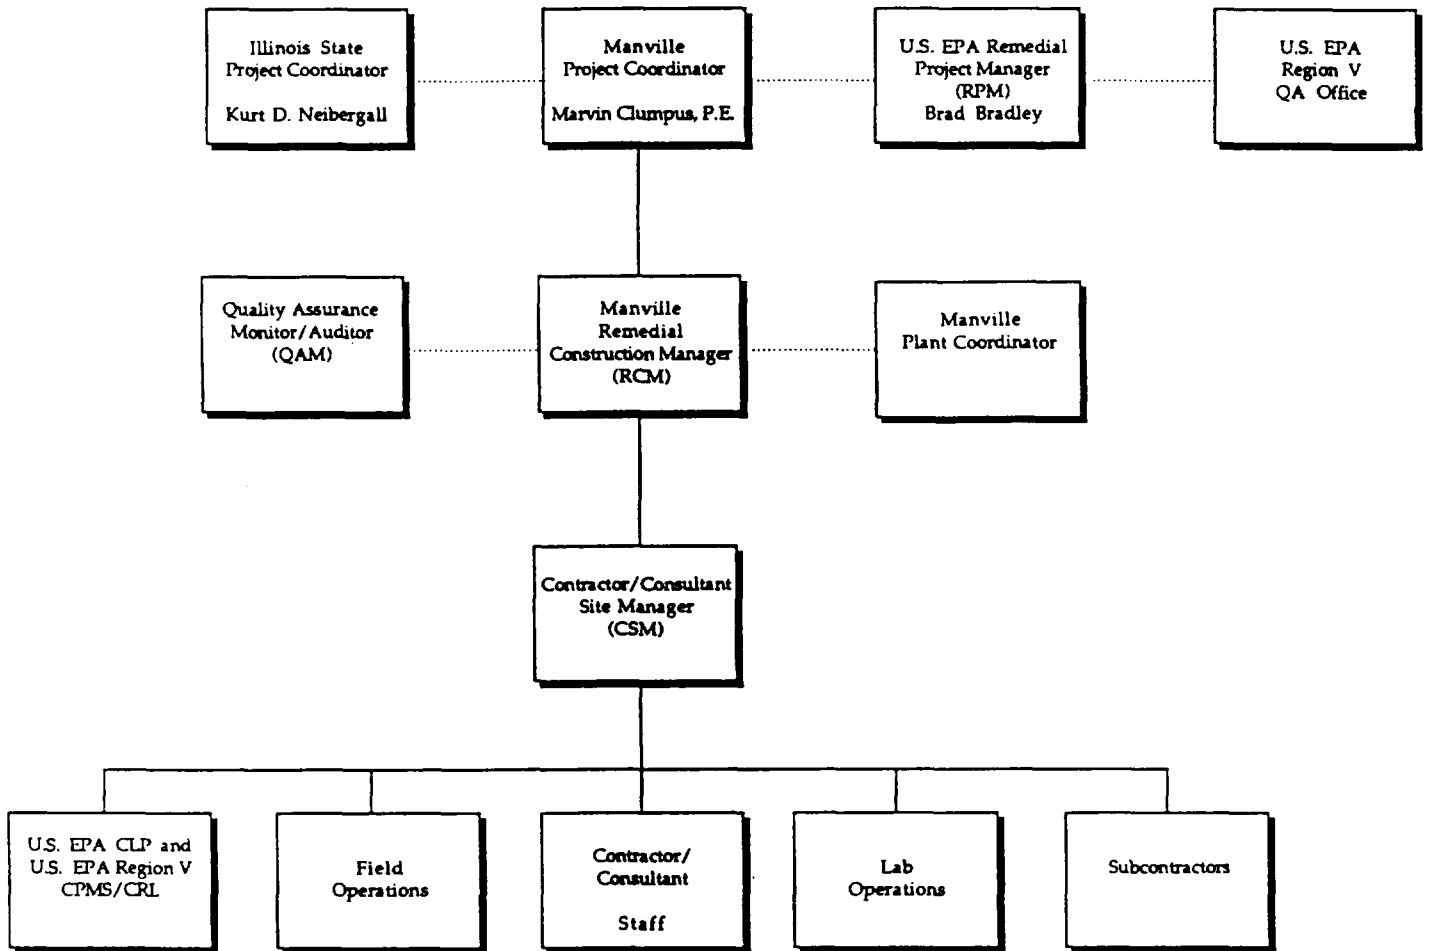 Illinois State
Project Coordinator
Kurt D. Neibergall
Manville
Project Coordinator
Marvin Clumpus, P.E.
U.S. EPA Remedial
Project Manager
(RPM)
Brad Bradley
U.S. EPA
Region V
QA Office
Quality Assurance
Monitor/Auditor
(QAM)
Manville
Remedial
Construction Manager
(RCM)
Manville
Plant Coordinator
Contractor/Consultant
Site Manager
(CSM)
U.S. EPA CLP and
U.S. EPA Region V
CPMS/CRL
Field
Operations
Contractor/
Consultant
Staff
Lab
Operations
Subcontractors